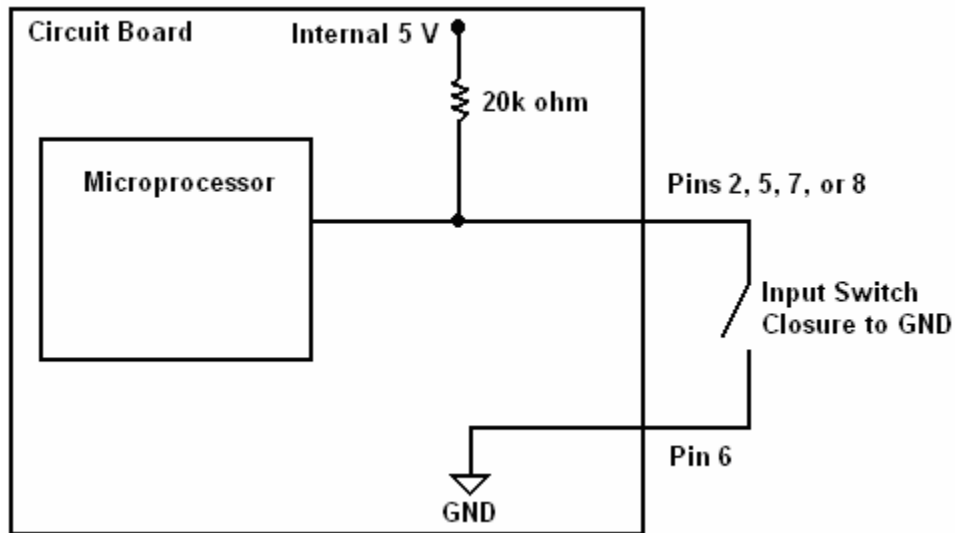 Circuit Board
Internal 5 V
20k ohm
Microprocessor
Pins 2, 5, 7, or 8
Input Switch
Closure to GND
Pin 6
GND